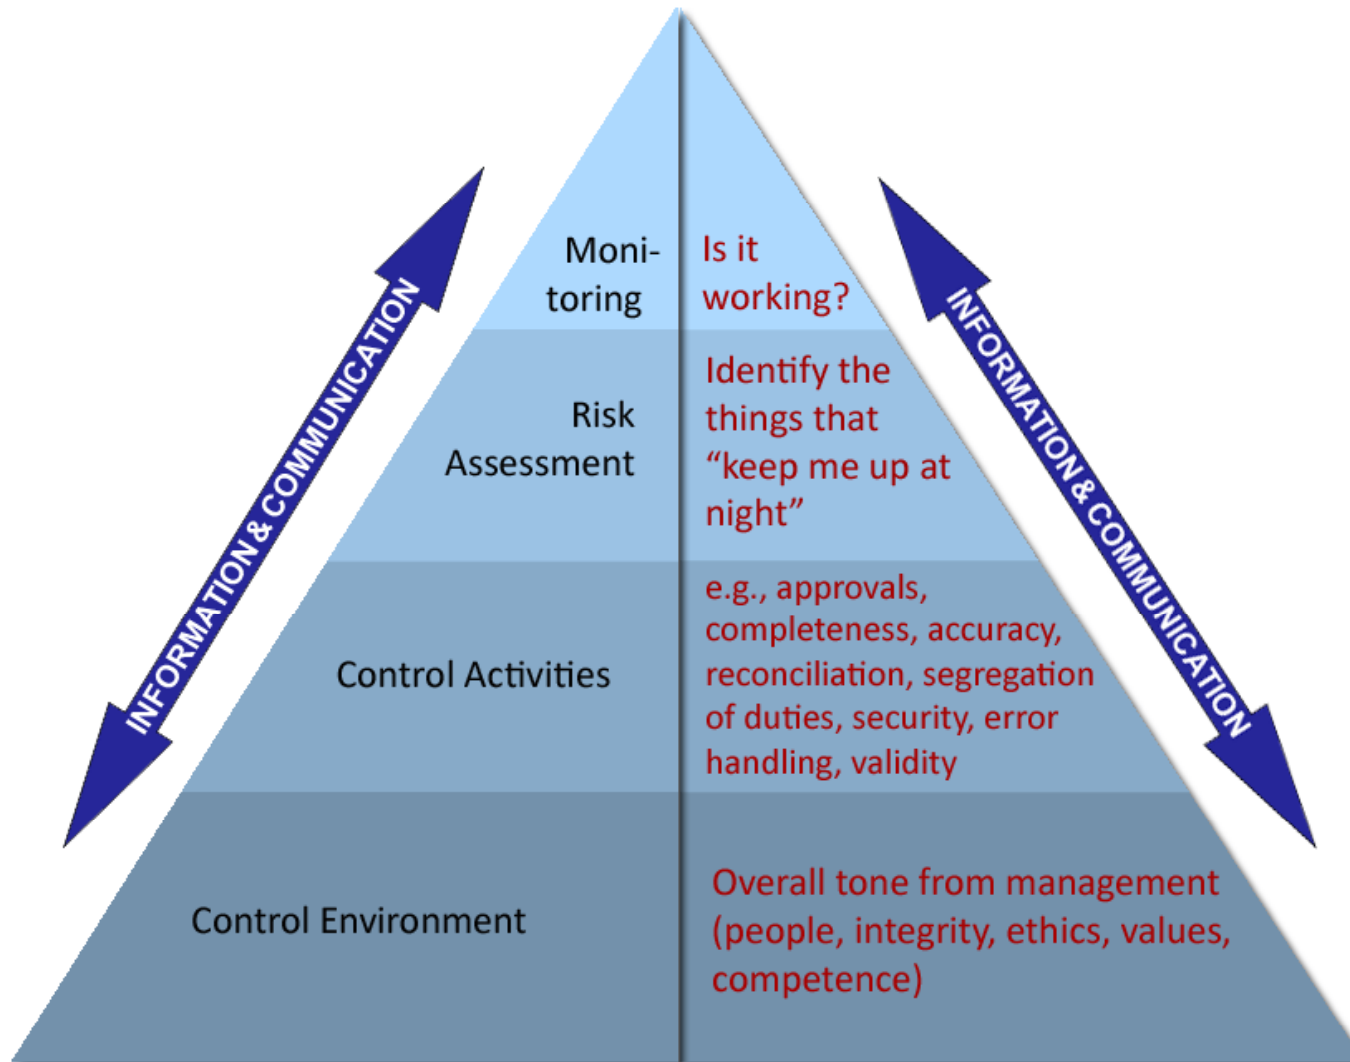 Moni-
toring
Is it
working?
Risk
Assessment
Identify the
things that
“keep me up at
night”
Control Activities
e.g., approvals,
completeness, accuracy,
reconciliation, segregation
of duties, security, error
handling, validity
Control Environment
Overall tone from management
(people, integrity, ethics, values,
competence)
INFORMATION & COMMUNICATION
INFORMATION & COMMUNICATION